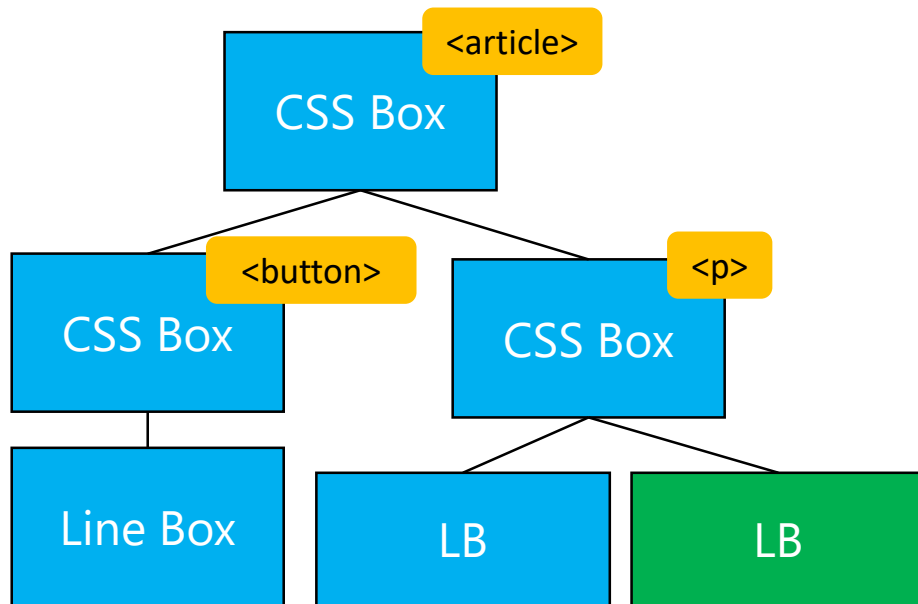 <article>
CSS Box
<button>
CSS Box
<p>
CSS Box
Line Box
LB
LB